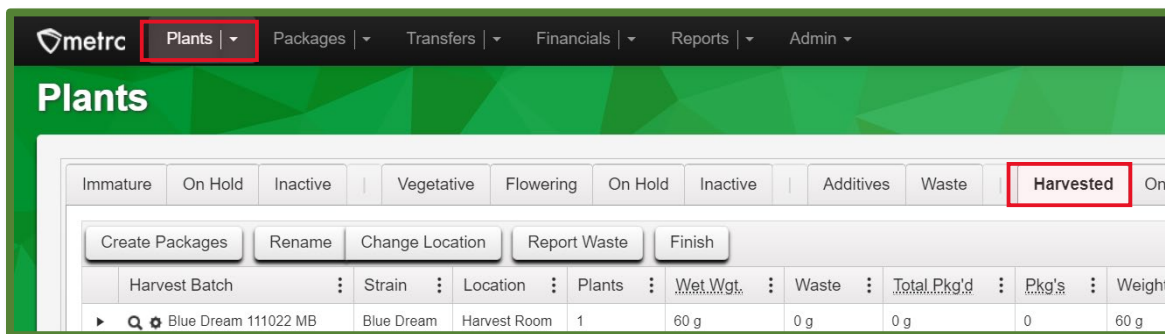 metrc Plants | Packages | Transfers | Financials | Reports | Admin
Plants
Immature On Hold Inactive | Vegetative Flowering On Hold Inactive | Additives Waste | Harvested On
Create Packages Rename Change Location Report Waste Finish
Harvest Batch Strain Location Plants Wet Wgt. Waste Total Pkg'd Pkg's Weight
Blue Dream 111022 MB Blue Dream Harvest Room 1 60 g 0 g 0 g 0 60 g